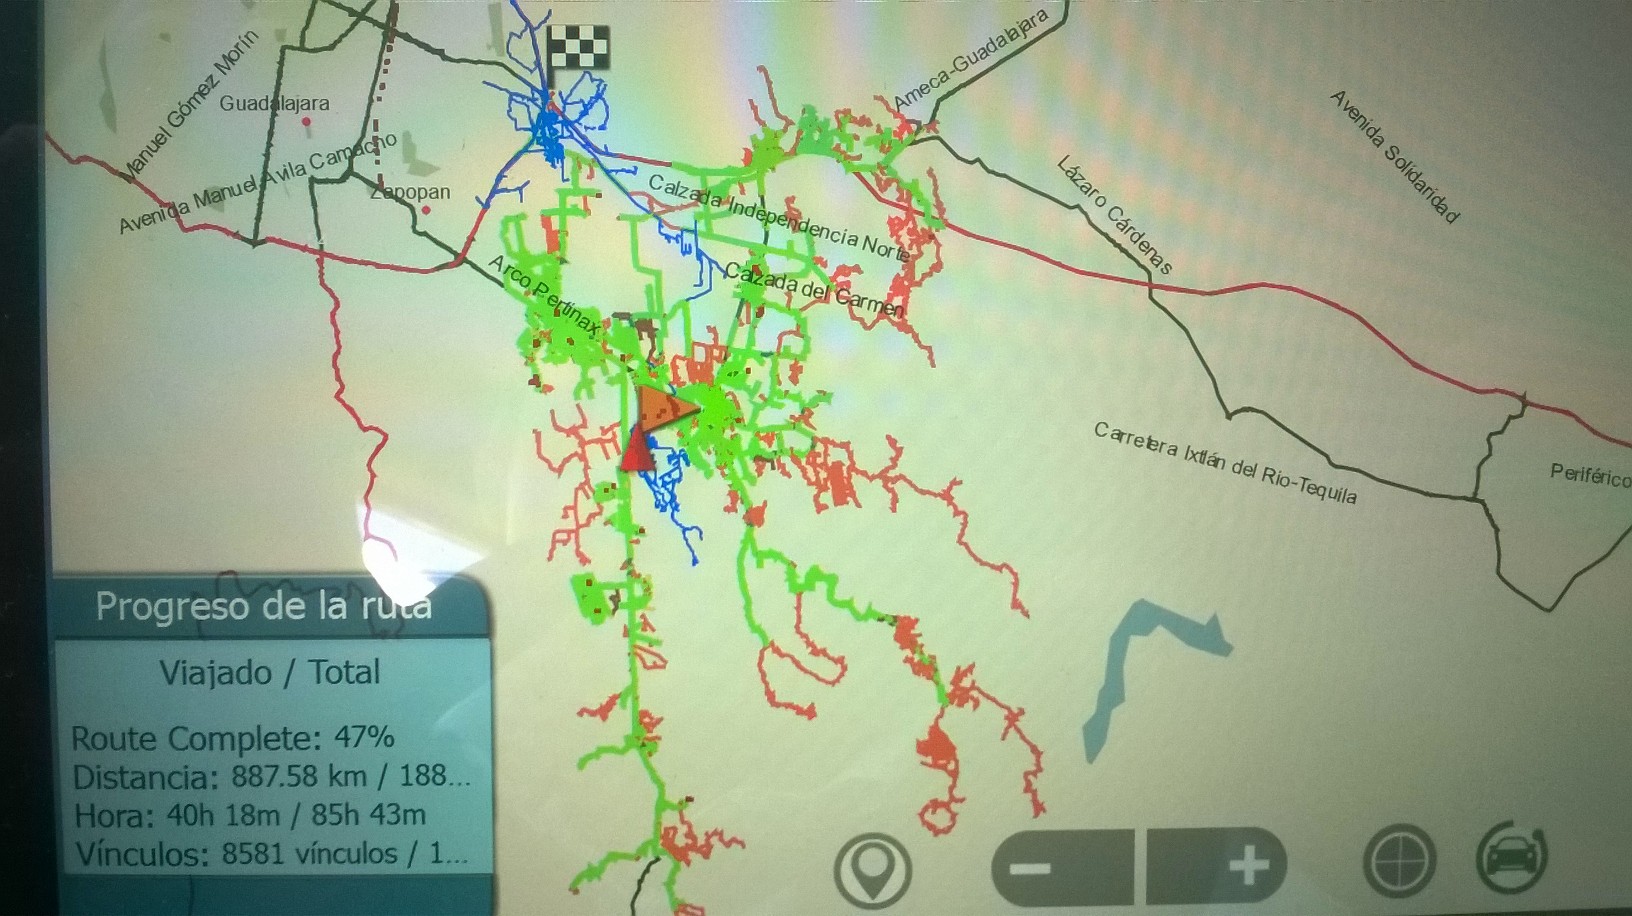 Manuel Gómez Morín
Guadalajara
Avenida Manuel Avila Camacho
Zapopan
Ameca-Guadalajara
Avenida Solidaridad
Lázaro Cárdenas
Calzada Independencia Norte
Calzada del Carmen
Arco Pertinax
Carretera Ixtlán del Rio-Tequila
Periférico
Progreso de la ruta
Viajado / Total
Route Complete: 47%
Distancia: 887.58 km / 188...
Hora: 40h 18m / 85h 43m
Vínculos: 8581 vínculos / 1...